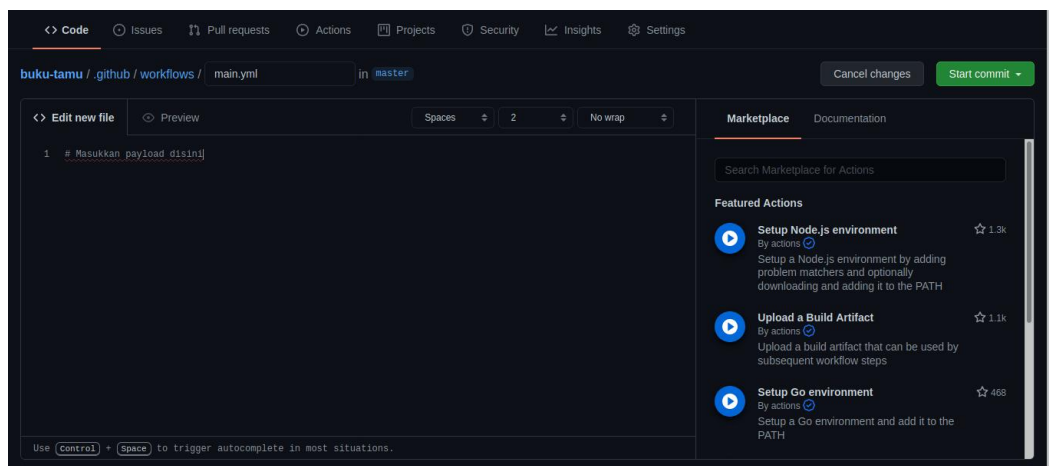 <> Code Issues Pull requests Actions Projects Security Insights Settings
buku-tamu / .github / workflows / main.yml in master Cancel changes Start commit
<> Edit new file Preview Spaces 2 No wrap
1 # Masukkan payload disini
Use Control + Space to trigger autocomplete in most situations.
Marketplace Documentation
Search Marketplace for Actions
Featured Actions
Setup Node.js environment 1.3k
By actions
Setup a Node.js environment by adding
problem matchers and optionally
downloading and adding it to the PATH
Upload a Build Artifact 1.1k
By actions
Upload a build artifact that can be used by
subsequent workflow steps
Setup Go environment 468
By actions
Setup a Go environment and add it to the
PATH